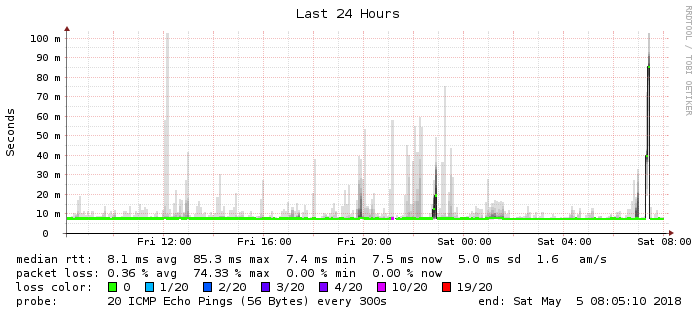 Last 24 Hours
RRDTOOL / TOBI OETIKER
Seconds
100 m
90 m
80 m
70 m
60 m
50 m
40 m
30 m
20 m
10 m
0
Fri 12:00 Fri 16:00 Fri 20:00 Sat 00:00 Sat 04:00 Sat 08:00
median rtt: 8.1 ms avg 85.3 ms max 7.4 ms min 7.5 ms now 5.0 ms sd 1.6 am/s
packet loss: 0.36 % avg 74.33 % max 0.00 % min 0.00 % now
loss color: 0 1/20 2/20 3/20 4/20 10/20 19/20
probe: 20 ICMP Echo Pings (56 Bytes) every 300s end: Sat May 5 08:05:10 2018